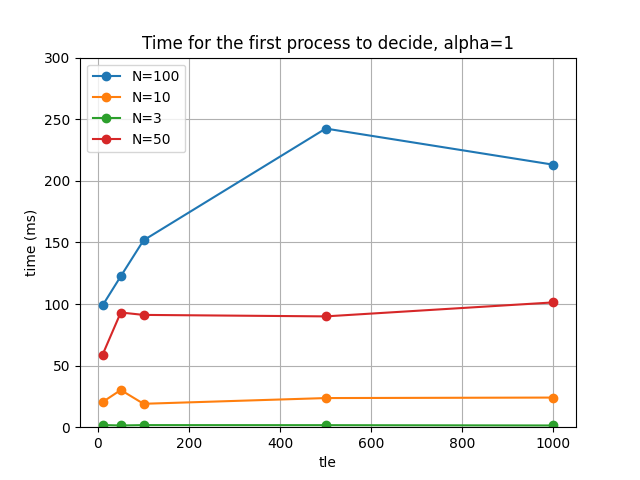 Time for the first process to decide, alpha=1
300
250
200
150
100
50
0
time (ms)
N=100
N=10
N=3
N=50
0 200 400 600 800 1000
tle